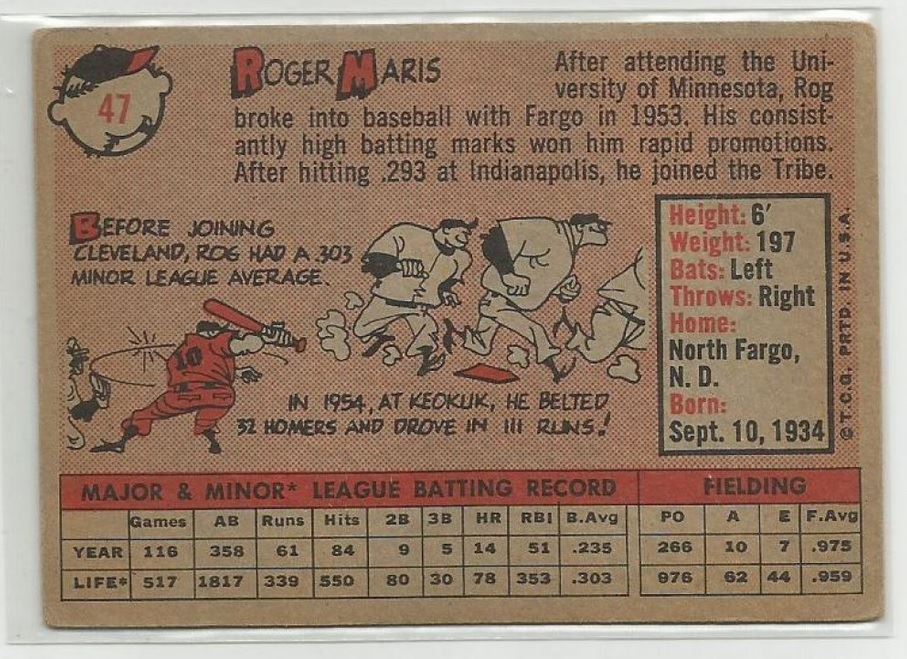 47
ROGER MARIS
After attending the Uni-
versity of Minnesota, Rog
broke into baseball with Fargo in 1953. His consist-
antly high batting marks won him rapid promotions.
After hitting .293 at Indianapolis, he joined the Tribe.
BEFORE JOINING
CLEVELAND, ROG HAD A .303
MINOR LEAGUE AVERAGE.
10
IN 1954, AT KEOKUK, HE BELTED
32 HOMERS AND DROVE IN 111 RUNS!
Height: 6'
Weight: 197
Bats: Left
Throws: Right
Home:
North Fargo,
N. D.
Born:
Sept. 10, 1934
© T.C.G. PRTD. IN U.S.A.
MAJOR & MINOR* LEAGUE BATTING RECORD FIELDING
Games AB Runs Hits 2B 3B HR RBI B.Avg PO A E F.Avg
YEAR 116 358 61 84 9 5 14 51 .235 266 10 7 .975
LIFE* 517 1817 339 550 80 30 78 353 .303 976 62 44 .959